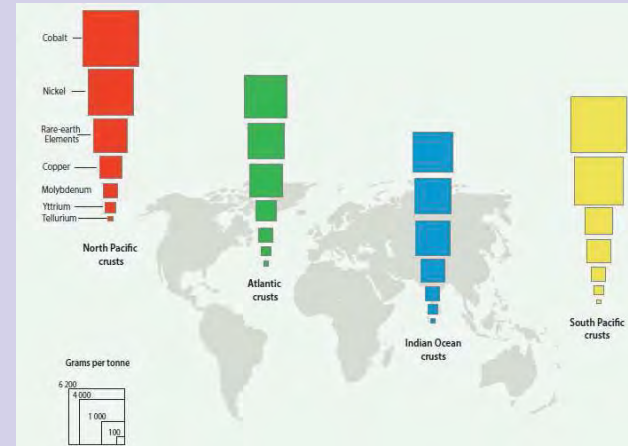 Cobalt
Nickel
Rare-earth
Elements
Copper
Molybdenum
Yttrium
Tellurium
North Pacific
crusts
Atlantic
crusts
Indian Ocean
crusts
South Pacific
crusts
Grams per tonne
6 200
4 000
1 000
100